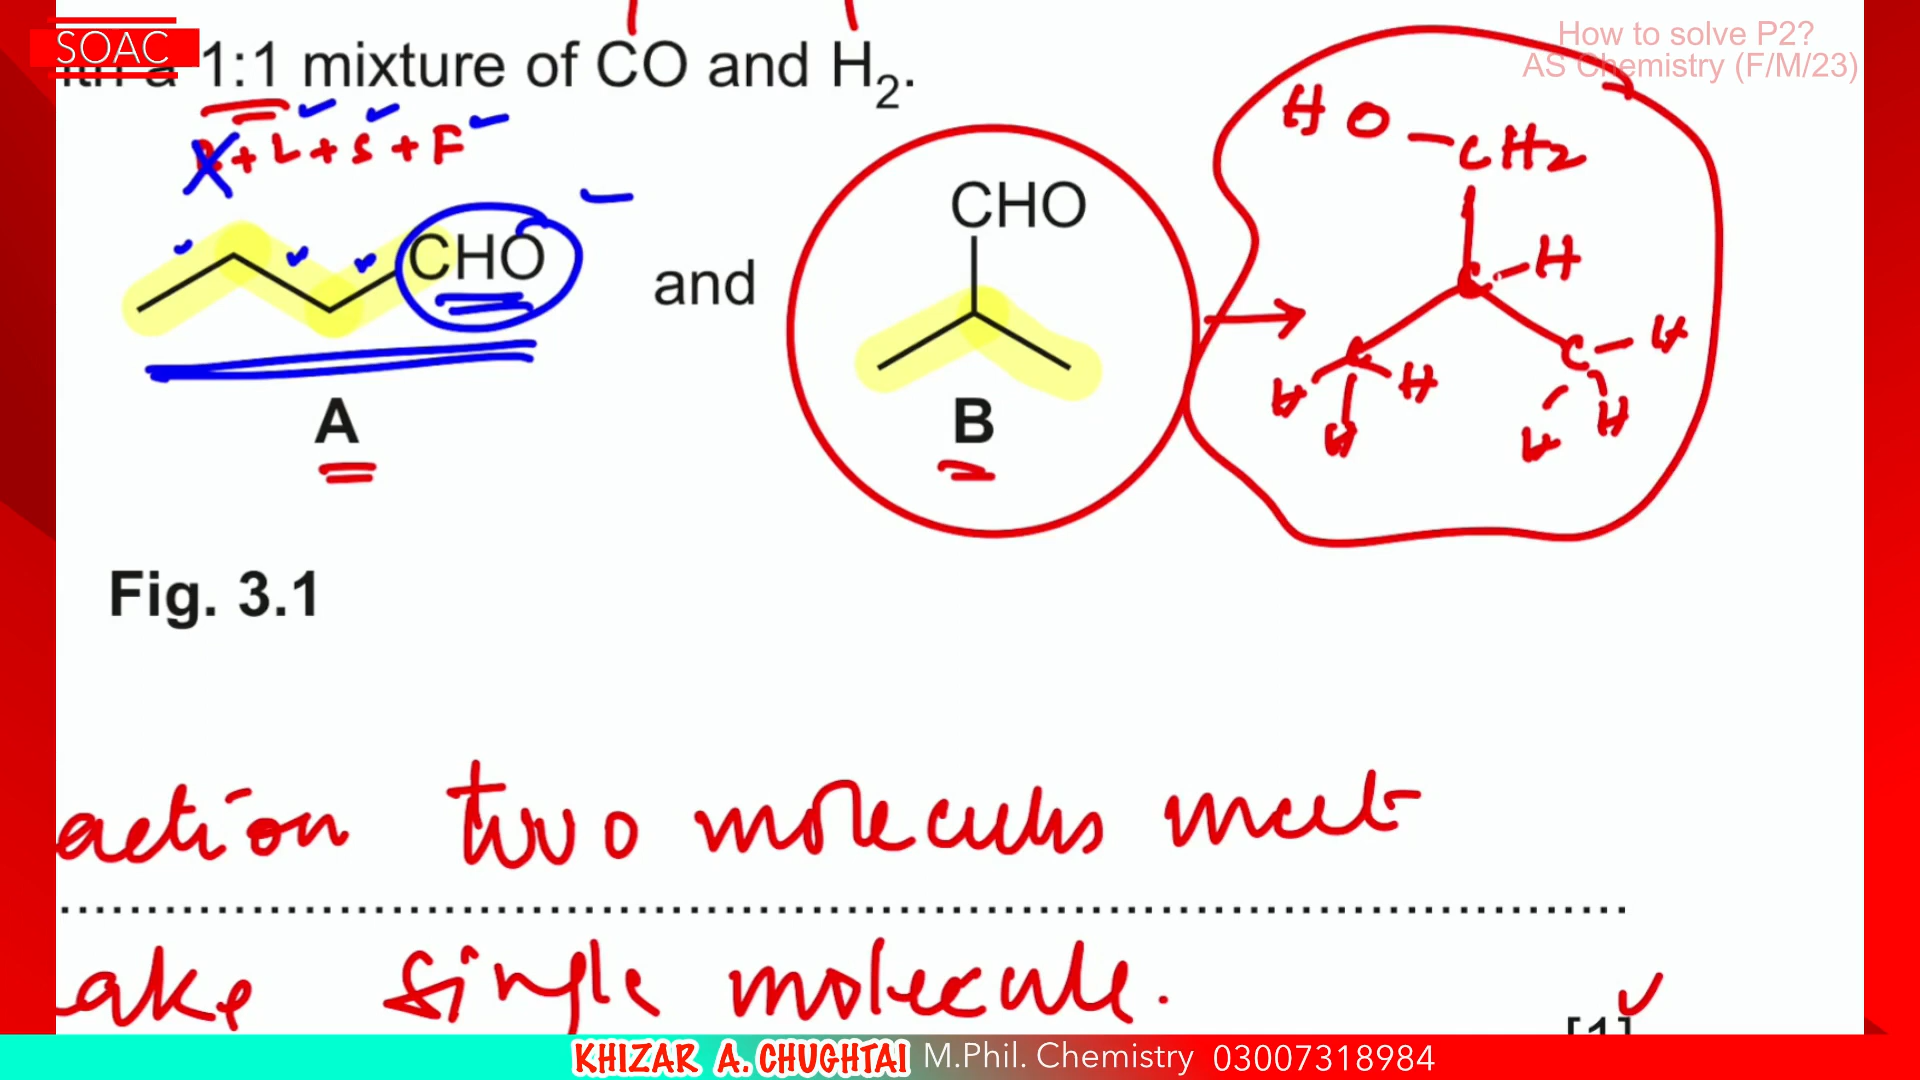 SOAC
How to solve P2?
AS Chemistry (F/M/23)
1:1 mixture of CO and H₂.
+ L + S + F
HO - CH2
CHO
CHO
and
C - H
C
C - H
H
H
H
H
H
A
B
Fig. 3.1
action two molecules meet
ake single molecule.
[1]
KHIZAR A. CHUGHTAI M.Phil. Chemistry 03007318984